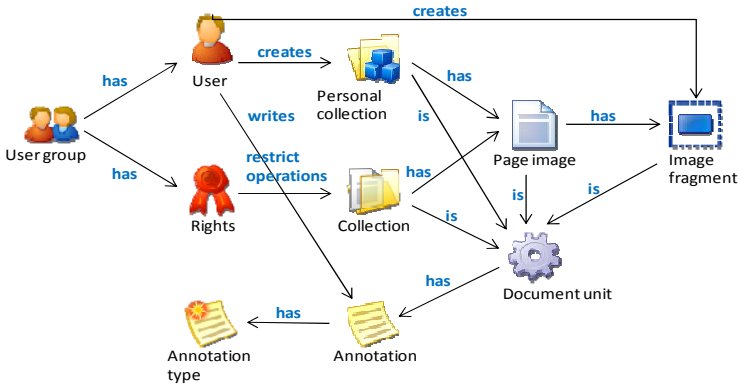 creates
creates
has
User
Personal
collection
has
writes
is
has
User group
Page image
Image
fragment
restrict
operations
has
has
Rights
Collection
is
is
is
has
Document unit
has
Annotation
type
Annotation